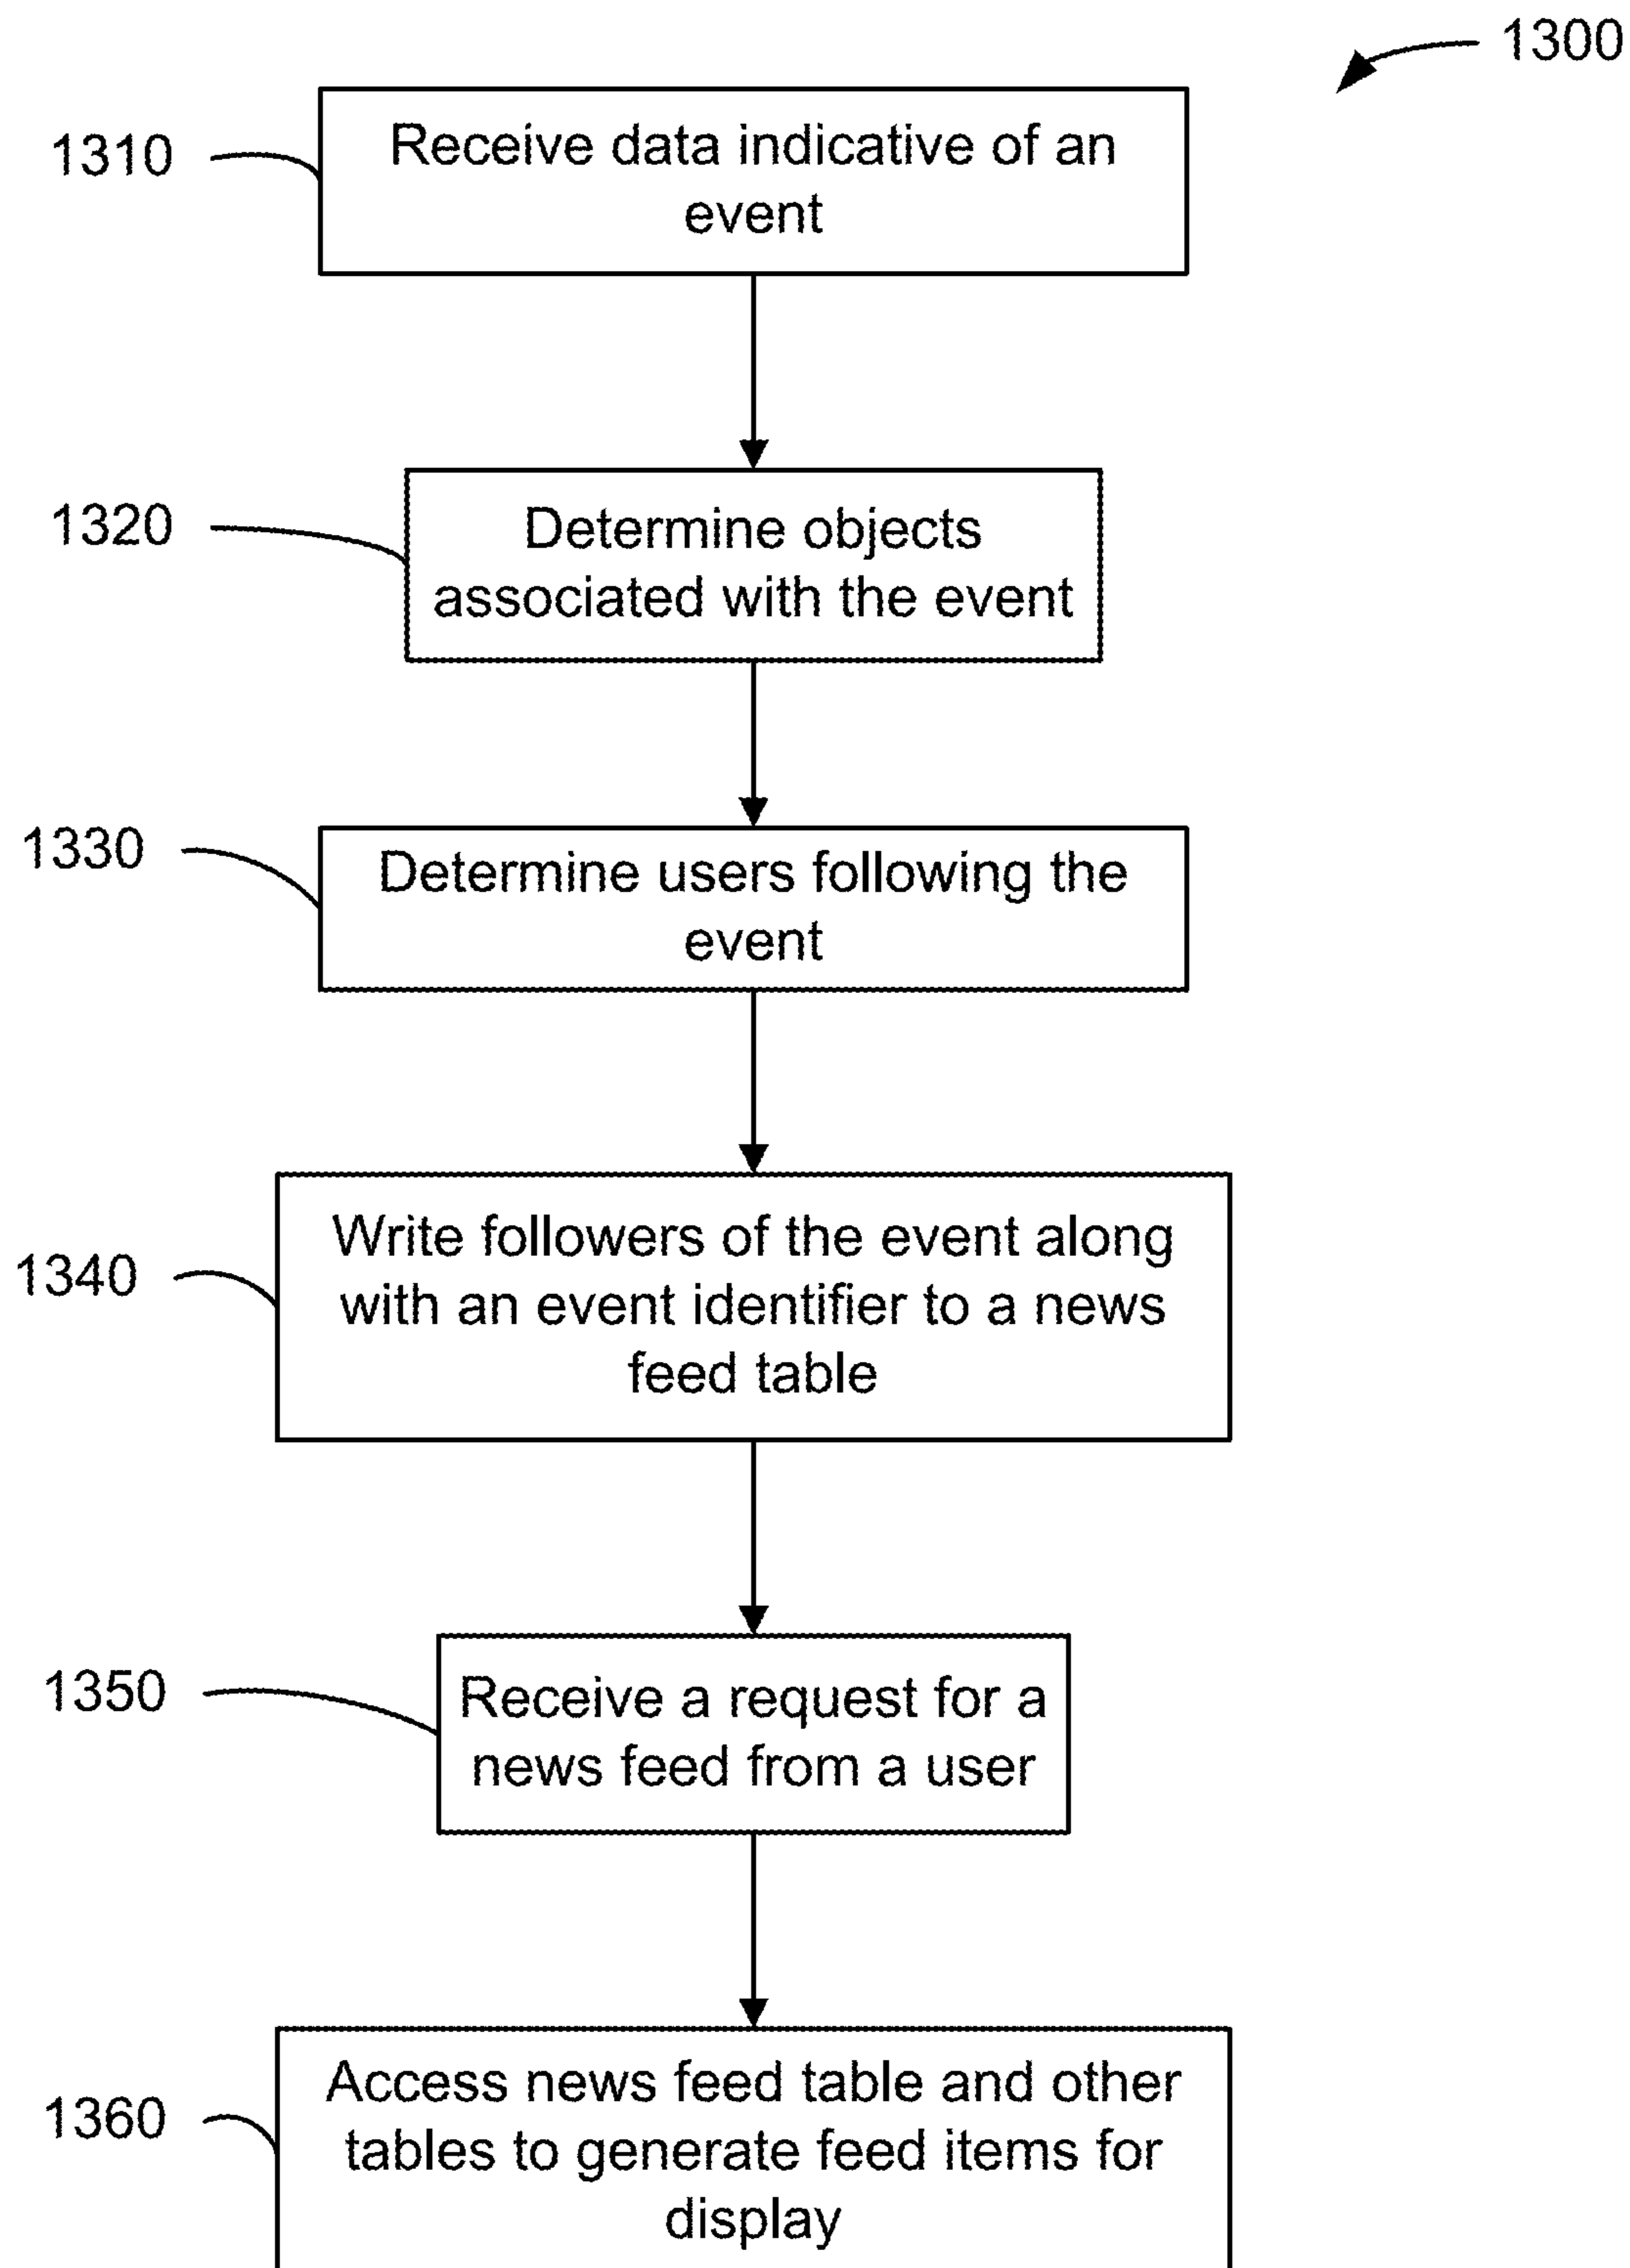 1300
1310
Receive data indicative of an
event
1320
Determine objects
associated with the event
1330
Determine users following the
event
1340
Write followers of the event along
with an event identifier to a news
feed table
1350
Receive a request for a
news feed from a user
1360
Access news feed table and other
tables to generate feed items for
display